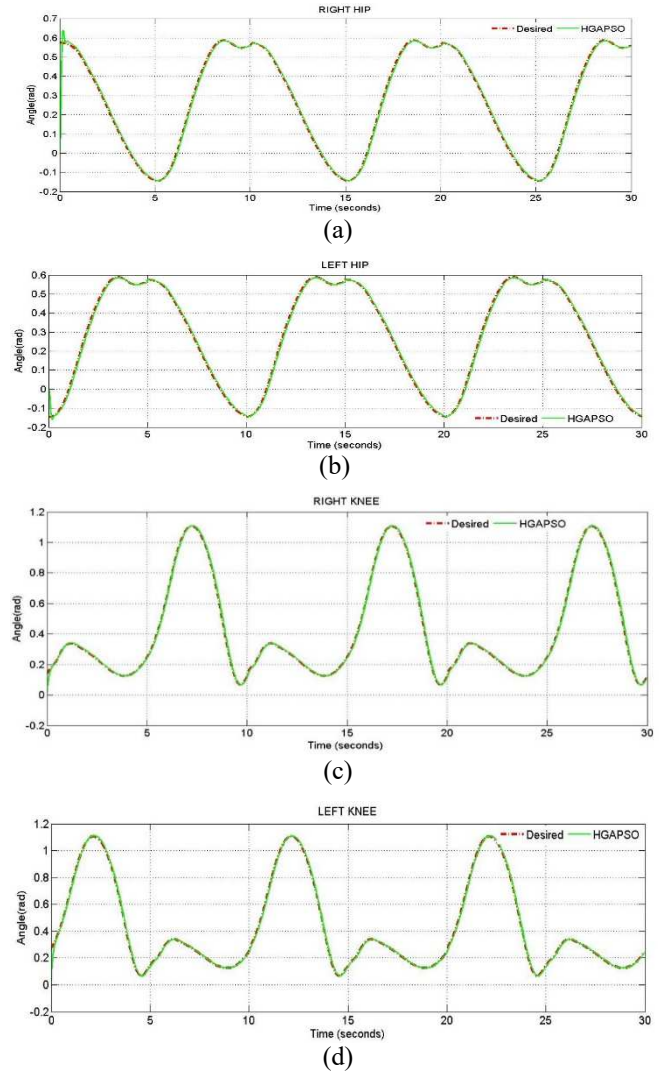 RIGHT HIP
Desired HGAPSO
0.7
0.6
0.5
0.4
0.3
0.2
0.1
0
-0.1
-0.2
Angle(rad)
0 5 10 15 20 25 30
Time (seconds)
(a)
LEFT HIP
0.6
0.5
0.4
0.3
0.2
0.1
0
-0.1
-0.2
Angle(rad)
Desired HGAPSO
0 5 10 15 20 25 30
Time (seconds)
(b)
RIGHT KNEE
Desired HGAPSO
1.2
1
0.8
0.6
0.4
0.2
0
-0.2
Angle(rad)
0 5 10 15 20 25 30
Time (seconds)
(c)
LEFT KNEE
Desired HGAPSO
1.2
1
0.8
0.6
0.4
0.2
0
-0.2
Angle(rad)
0 5 10 15 20 25 30
Time (seconds)
(d)